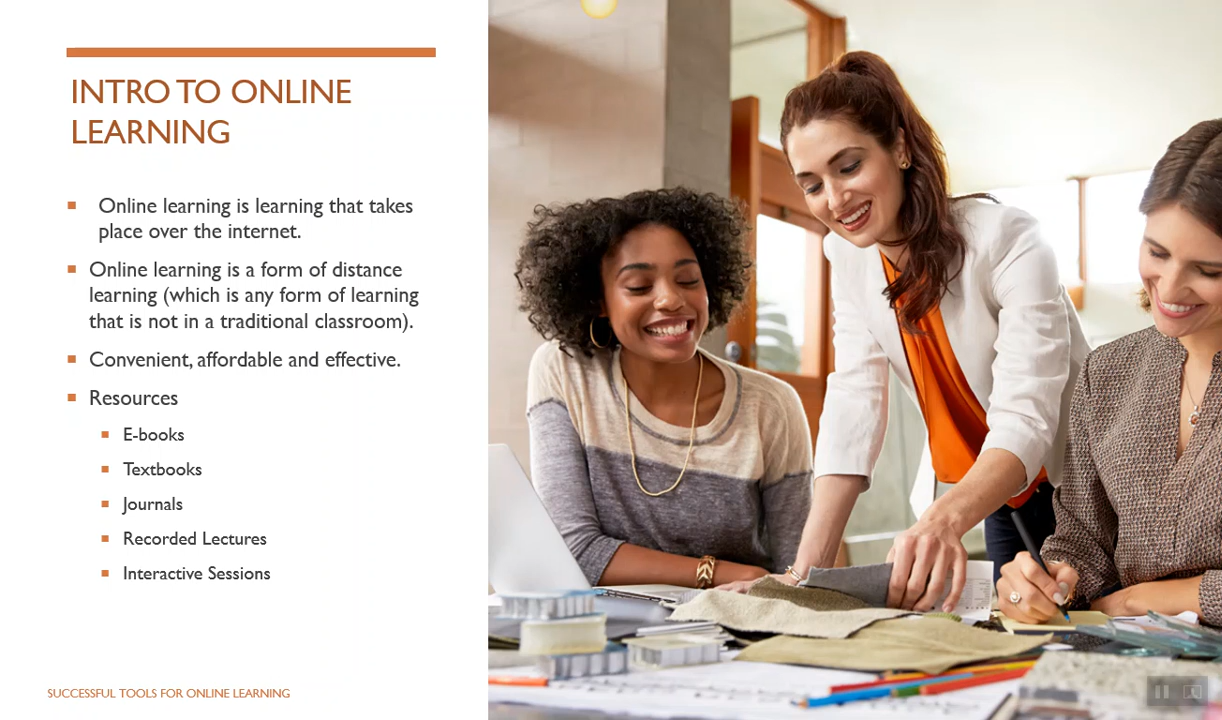 INTRO TO ONLINE
LEARNING
Online learning is learning that takes
place over the internet.
Online learning is a form of distance
learning (which is any form of learning
that is not in a traditional classroom).
Convenient, affordable and effective.
Resources
E-books
Textbooks
Journals
Recorded Lectures
Interactive Sessions
SUCCESSFUL TOOLS FOR ONLINE LEARNING